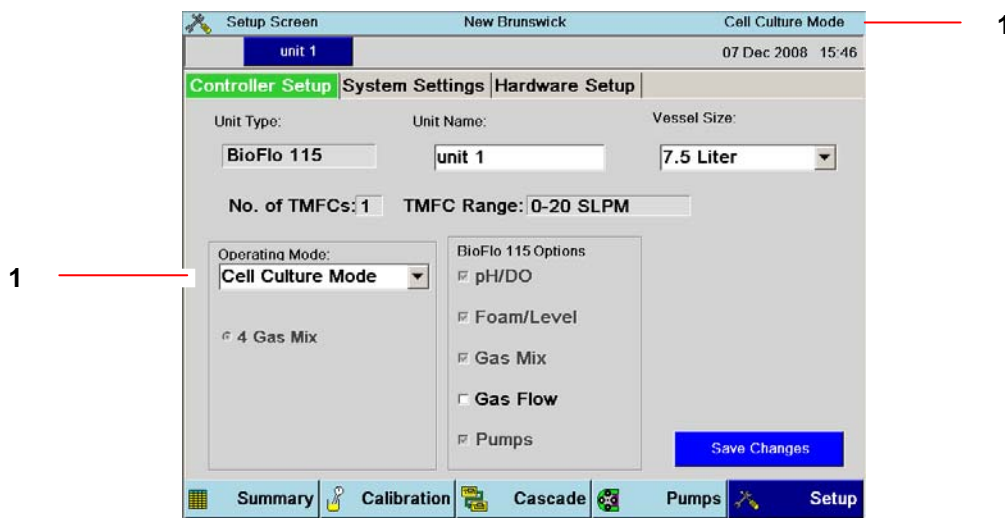 Setup Screen New Brunswick Cell Culture Mode
1
unit 1 07 Dec 2008 15:46
Controller Setup System Settings Hardware Setup
Unit Type: Unit Name: Vessel Size:
BioFlo 115 unit 1 7.5 Liter
No. of TMFCs: 1 TMFC Range: 0-20 SLPM
Operating Mode:
Cell Culture Mode
1
4 Gas Mix
BioFlo 115 Options
pH/DO
Foam/Level
Gas Mix
Gas Flow
Pumps
Save Changes
Summary Calibration Cascade Pumps Setup